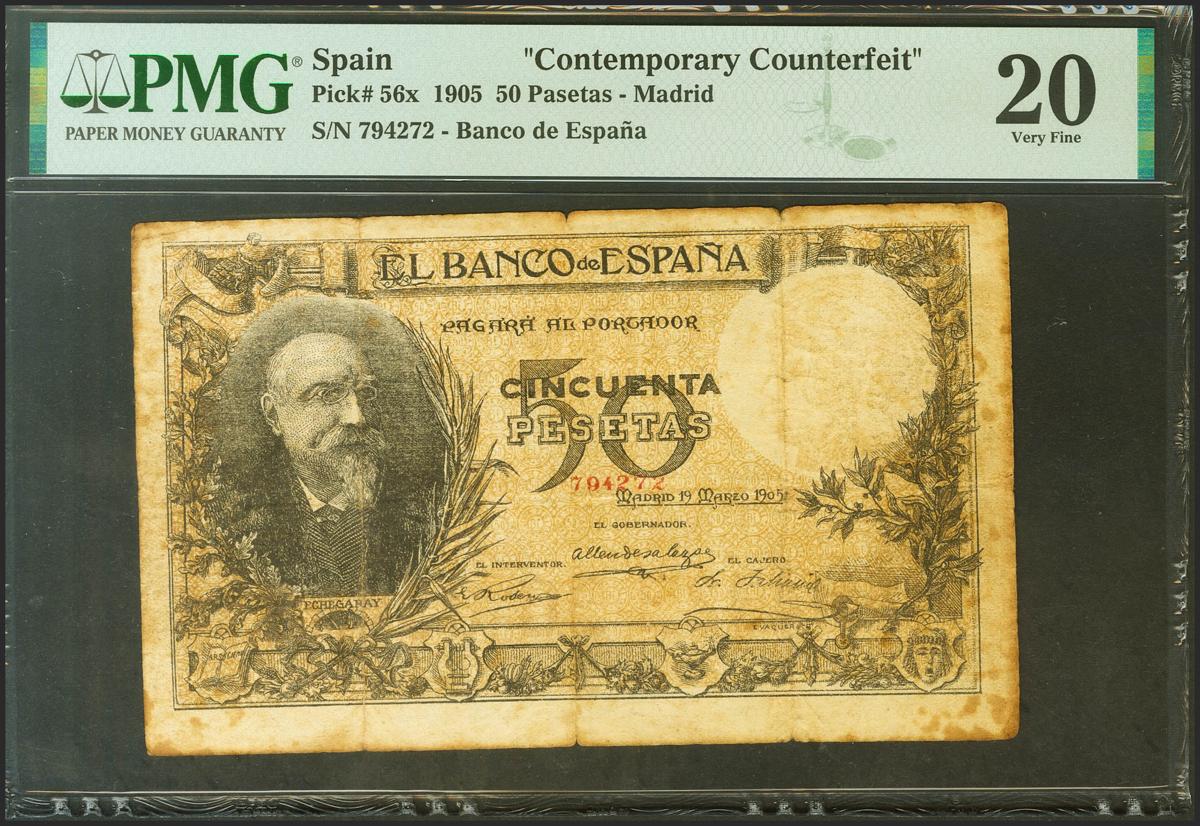 PMG® Spain "Contemporary Counterfeit" 20
PAPER MONEY GUARANTY Pick# 56x 1905 50 Pasetas - Madrid Very Fine
S/N 794272 - Banco de España
EL BANCO de ESPAÑA
PAGARÁ AL PORTADOR
50
CINCUENTA
PESETAS
794272
MADRID 19 MARZO 1905
EL GOBERNADOR.
Allendesalazar
EL INTERVENTOR. EL CAJERO
ECHEGARAY
E. VAQUER